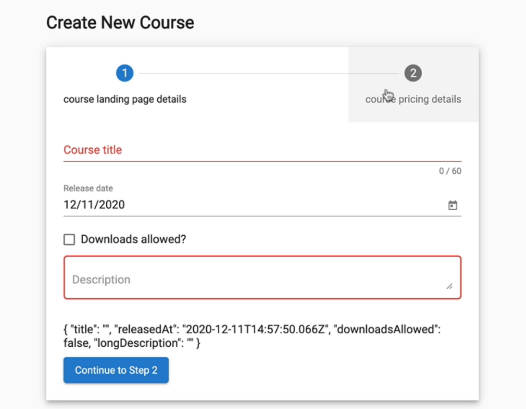 Create New Course
1
2
course landing page details
course pricing details
Course title
0 / 60
Release date
12/11/2020
Downloads allowed?
Description
{ "title": "", "releasedAt": "2020-12-11T14:57:50.066Z", "downloadsAllowed":
false, "longDescription": "" }
Continue to Step 2